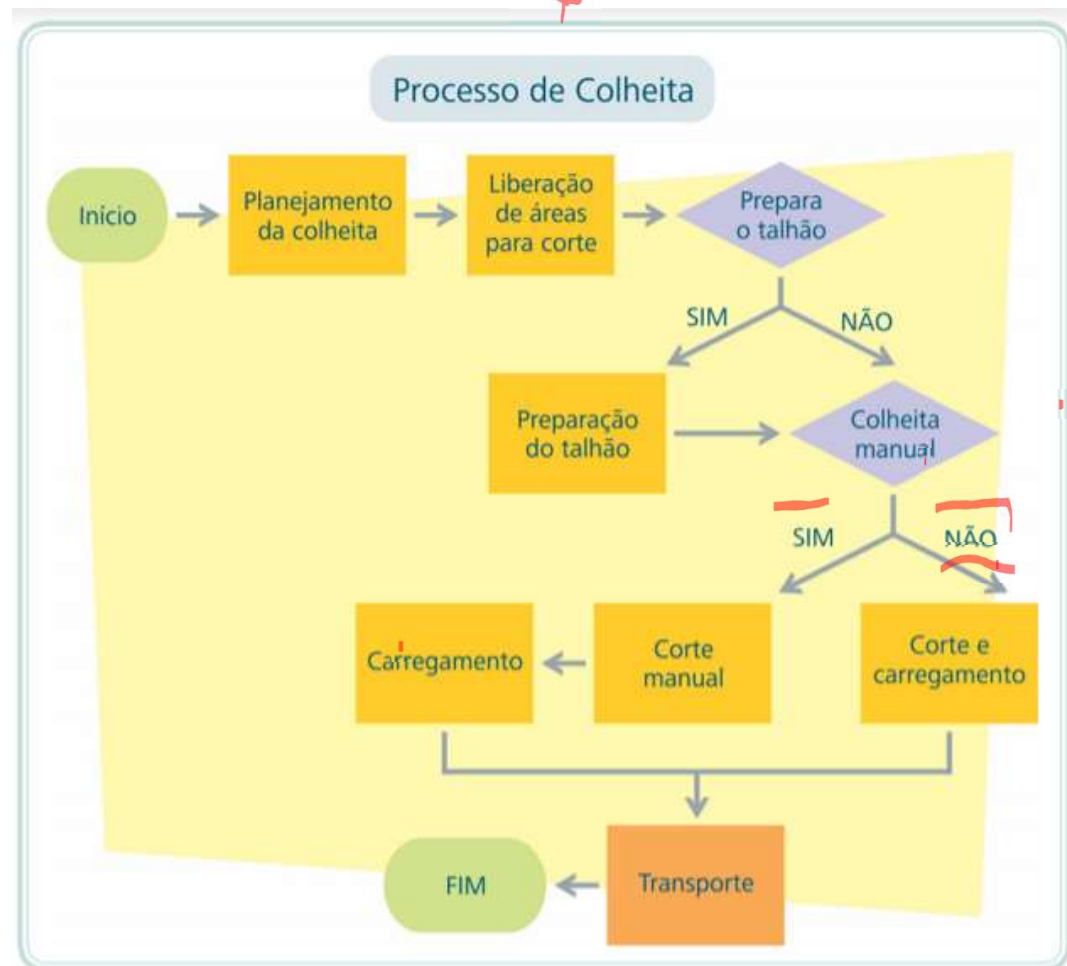 Processo de Colheita
Início
Planejamento
da colheita
Liberação
de áreas
para corte
Prepara
o talhão
SIM
NÃO
Preparação
do talhão
Colheita
manual
SIM
NÃO
Carregamento
Corte
manual
Corte e
carregamento
FIM
Transporte